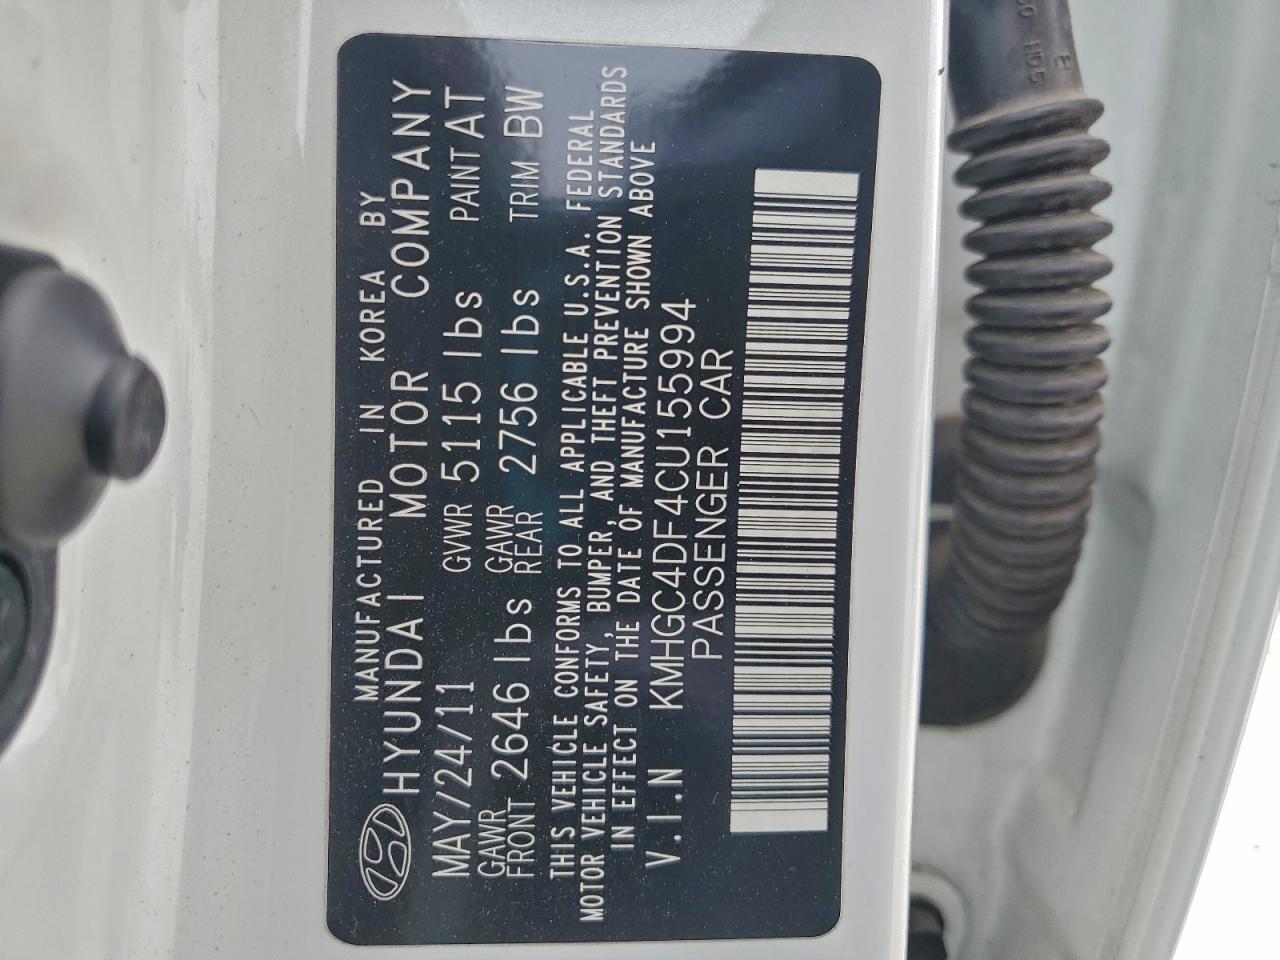 MANUFACTURED IN KOREA BY
HYUNDAI MOTOR COMPANY
MAY/24/11 GVWR 5115 lbs PAINT AT
GAWR FRONT 2646 lbs GAWR REAR 2756 lbs TRIM BW
THIS VEHICLE CONFORMS TO ALL APPLICABLE U.S.A. FEDERAL
MOTOR VEHICLE SAFETY, BUMPER, AND THEFT PREVENTION STANDARDS
IN EFFECT ON THE DATE OF MANUFACTURE SHOWN ABOVE
V.I.N KMHGC4DF4CU155994
PASSENGER CAR